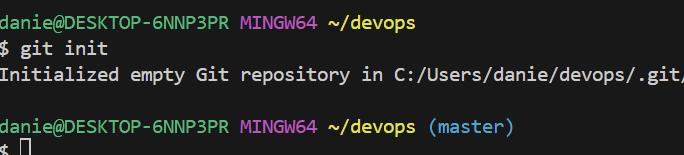 danie@DESKTOP-6NNP3PR MINGW64 ~/devops
$ git init
Initialized empty Git repository in C:/Users/danie/devops/.git/
danie@DESKTOP-6NNP3PR MINGW64 ~/devops (master)
$